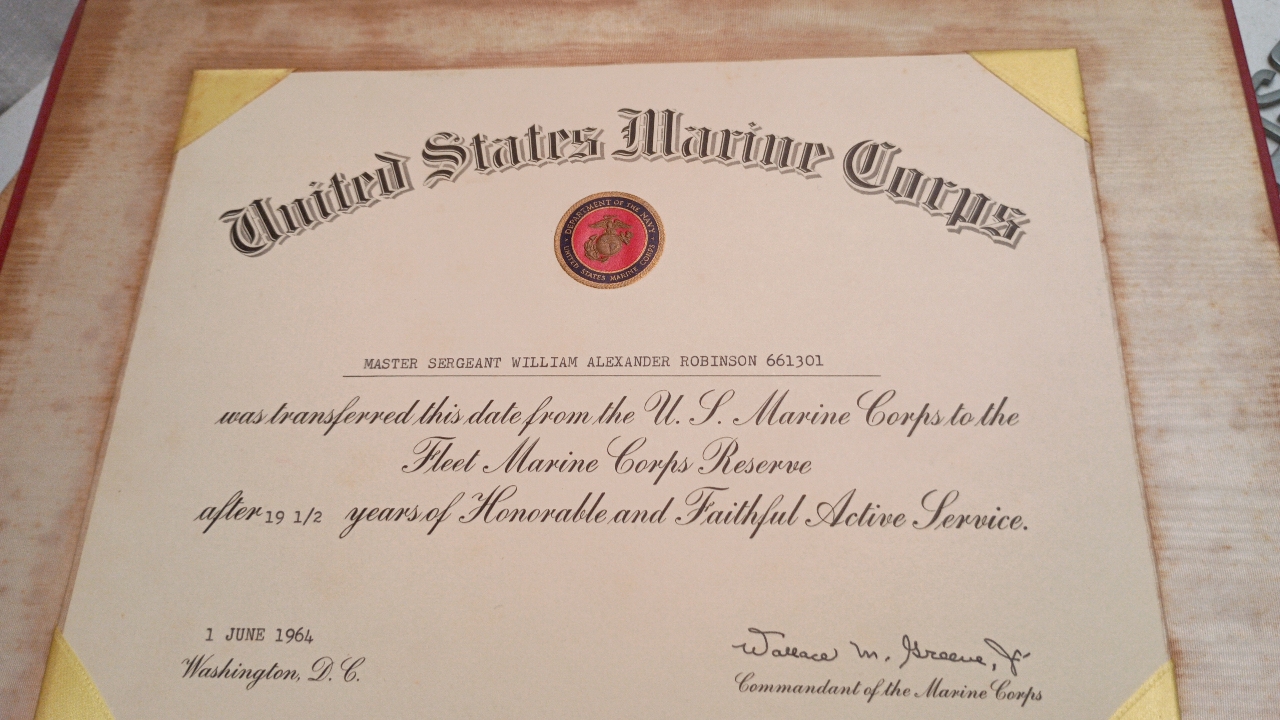 United States Marine Corps
DEPARTMENT OF THE NAVY
UNITED STATES MARINE CORPS
MASTER SERGEANT WILLIAM ALEXANDER ROBINSON 661301
was transferred this date from the U. S. Marine Corps to the
Fleet Marine Corps Reserve
after 19 1/2 years of Honorable and Faithful Active Service.
1 JUNE 1964
Washington, D. C.
Wallace M. Greene, Jr
Commandant of the Marine Corps